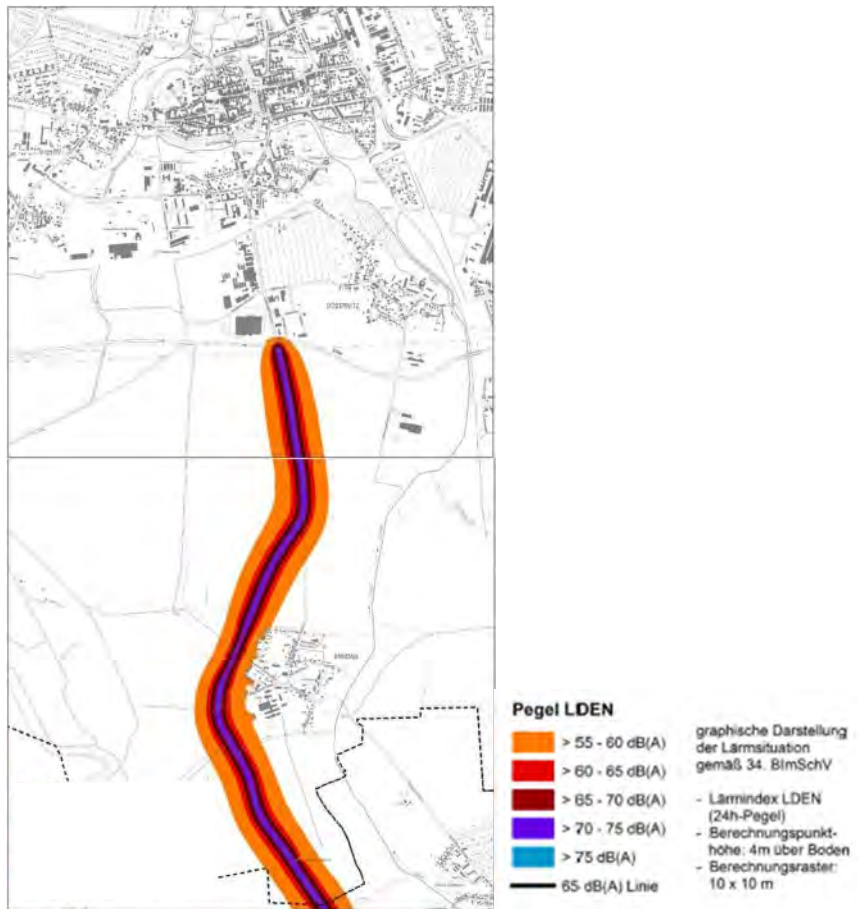 Pegel LDEN
> 55 - 60 dB(A)
> 60 - 65 dB(A)
> 65 - 70 dB(A)
> 70 - 75 dB(A)
> 75 dB(A)
65 dB(A) Linie
graphische Darstellung
der Lärmsituation
gemäß 34. BImSchV
- Lärmindex LDEN
(24h-Pegel)
- Berechnungspunkt-
höhe: 4m über Boden
- Berechnungsraster:
10 x 10 m